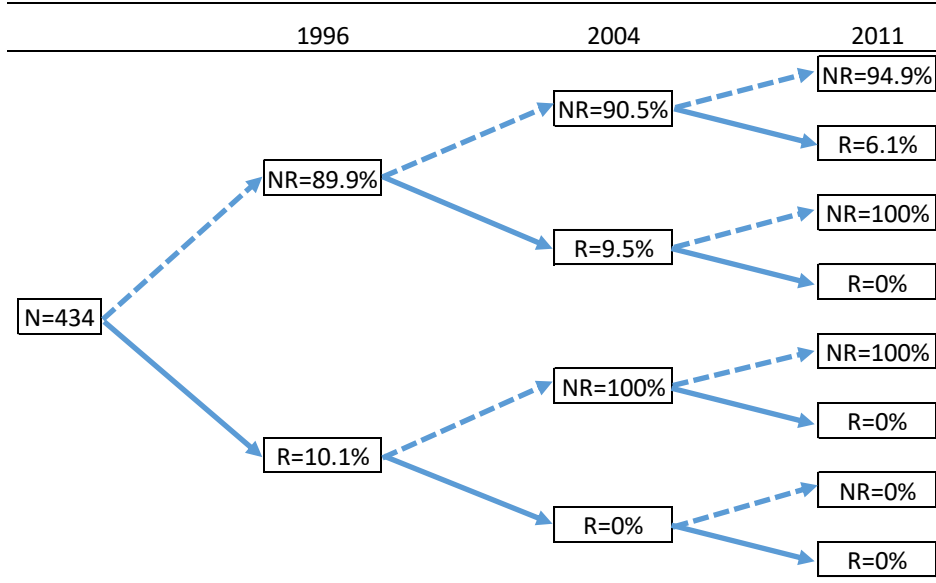 1996 2004 2011
NR=94.9%
NR=90.5%
R=6.1%
NR=89.9%
NR=100%
R=9.5%
R=0%
N=434
NR=100%
NR=100%
R=0%
R=10.1%
NR=0%
R=0%
R=0%